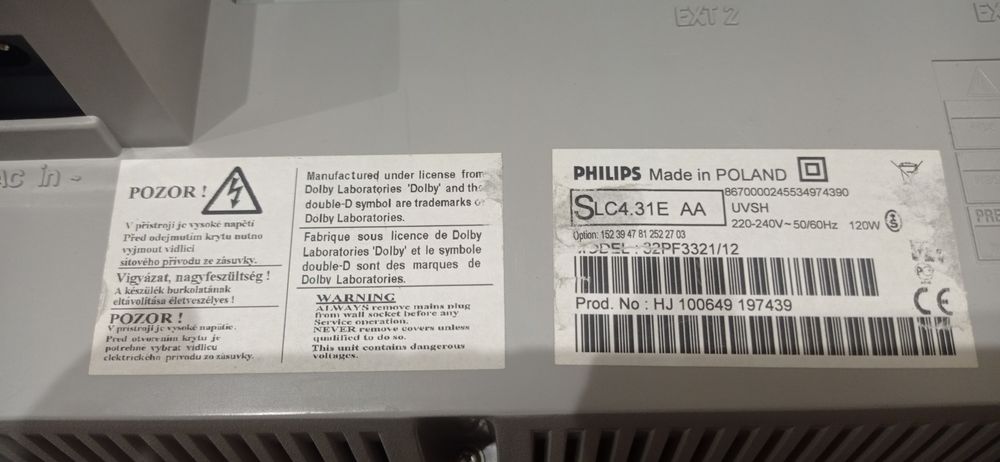 EXT 2
EX
AC in ~
POZOR !
V přístroji je vysoké napětí
Před odejmutím krytu nutno
vyjmout vidlici
síťového přívodu ze zásuvky.
Vigyázat, nagyfeszültség !
A készülék burkolatának
eltávolítása életveszélyes !
POZOR !
V prístroji je vysoké napätie.
Pred otvorením krytu je
potrebné vybrat vidlicu
elektrického prívodu zo zásuvky.
Manufactured under license from
Dolby Laboratories 'Dolby' and the
double-D symbol are trademarks of
Dolby Laboratories.
Fabrique sous licence de Dolby
Laboratories 'Dolby' et le symbole
double-D sont des marques de
Dolby Laboratories.
WARNING
ALWAYS remove mains plug
from wall socket before any
Service operation.
NEVER remove covers unless
qualified to do so.
This unit contains dangerous
voltages.
PHILIPS Made in POLAND
8670000245534974390
SLC4.31E AA UVSH
220-240V~ 50/60Hz 120W S
Option: 152 39 47 81 252 27 03
MODEL : 32PF3321/12
Prod. No : HJ 100649 197439
CE
PRE